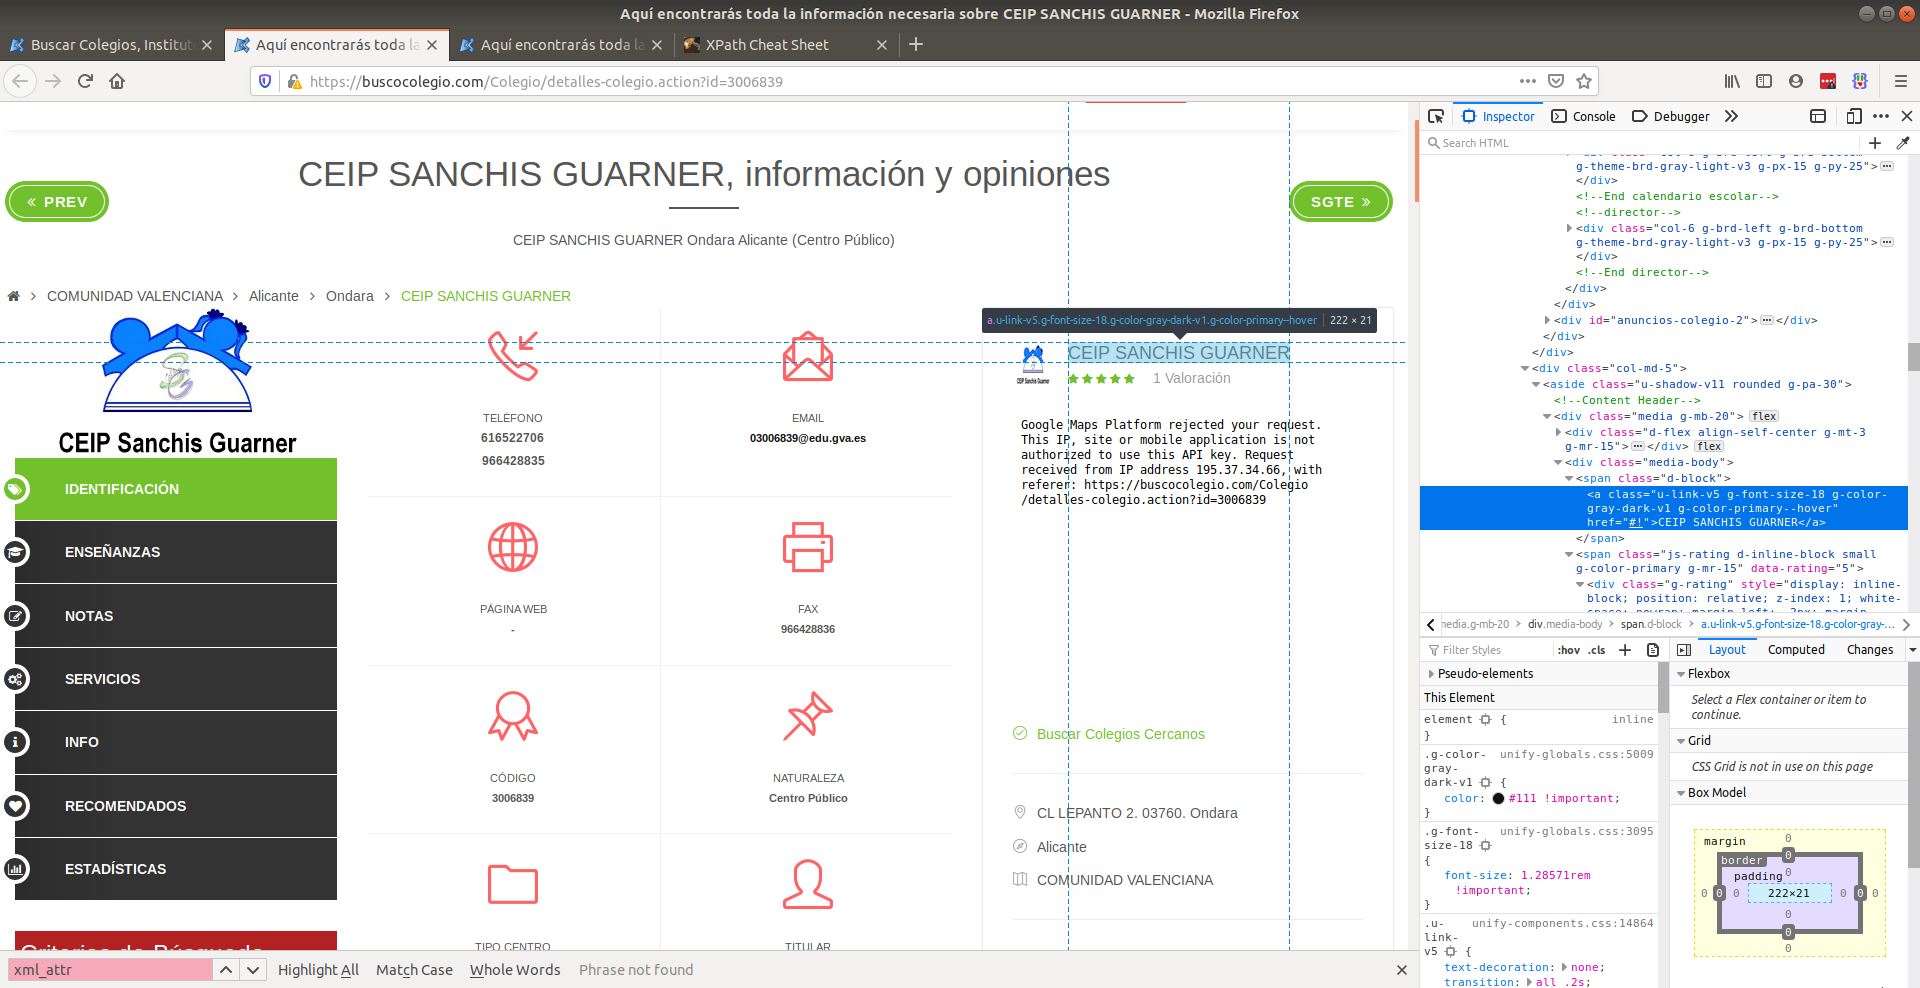 Aquí encontrarás toda la información necesaria sobre CEIP SANCHIS GUARNER - Mozilla Firefox
Buscar Colegios, Institut
Aquí encontrarás toda la
Aquí encontrarás toda la
XPath Cheat Sheet
https://buscocolegio.com/Colegio/detalles-colegio.action?id=3006839
CEIP SANCHIS GUARNER, información y opiniones
« PREV
SGTE »
CEIP SANCHIS GUARNER Ondara Alicante (Centro Público)
COMUNIDAD VALENCIANA > Alicante > Ondara > CEIP SANCHIS GUARNER
CEIP Sanchis Guarner
IDENTIFICACIÓN
ENSEÑANZAS
NOTAS
SERVICIOS
INFO
RECOMENDADOS
ESTADÍSTICAS
TELÉFONO
616522706
966428835
EMAIL
03006839@edu.gva.es
PÁGINA WEB
-
FAX
966428836
CÓDIGO
3006839
NATURALEZA
Centro Público
TIPO CENTRO
TITULAR
a.u-link-v5.g-font-size-18.g-color-gray-dark-v1.g-color-primary--hover | 222 × 21
CEIP Sanchis Guarner
CEIP SANCHIS GUARNER
1 Valoración
Google Maps Platform rejected your request.
This IP, site or mobile application is not
authorized to use this API key. Request
received from IP address 195.37.34.66, with
referer: https://buscocolegio.com/Colegio
/detalles-colegio.action?id=3006839
Buscar Colegios Cercanos
CL LEPANTO 2. 03760. Ondara
Alicante
COMUNIDAD VALENCIANA
xml_attr
Highlight All
Match Case
Whole Words
Phrase not found
Inspector
Console
Debugger
Search HTML
g-theme-brd-gray-light-v3 g-px-15 g-py-25">
</div>
<!--End calendario escolar-->
<!--director-->
<div class="col-6 g-brd-left g-brd-bottom
g-theme-brd-gray-light-v3 g-px-15 g-py-25">
</div>
<!--End director-->
</div>
</div>
<div id="anuncios-colegio-2"></div>
</div>
</div>
<div class="col-md-5">
<aside class="u-shadow-v11 rounded g-pa-30">
<!--Content Header-->
<div class="media g-mb-20"> flex
<div class="d-flex align-self-center g-mt-3
g-mr-15"></div> flex
<div class="media-body">
<span class="d-block">
<a class="u-link-v5 g-font-size-18 g-color-
gray-dark-v1 g-color-primary--hover"
href="#!">CEIP SANCHIS GUARNER</a>
</span>
<span class="js-rating d-inline-block small
g-color-primary g-mr-15" data-rating="5">
<div class="g-rating" style="display: inline-
block; position: relative; z-index: 1; white-
media.g-mb-20 > div.media-body > span.d-block > a.u-link-v5.g-font-size-18.g-color-gray-...
Filter Styles
:hov .cls
Pseudo-elements
This Element
element { inline
}
.g-color- unify-globals.css:5009
gray-
dark-v1 {
color: #111 !important;
}
.g-font- unify-globals.css:3095
size-18
{
font-size: 1.28571rem
!important;
}
.u- unify-components.css:14864
link-
v5 {
text-decoration: none;
transition: all .2s;
Layout
Computed
Changes
Flexbox
Select a Flex container or item to
continue.
Grid
CSS Grid is not in use on this page
Box Model
margin 0
border 0
padding 0
0 0 0 222×21 0 0 0
0
0
0